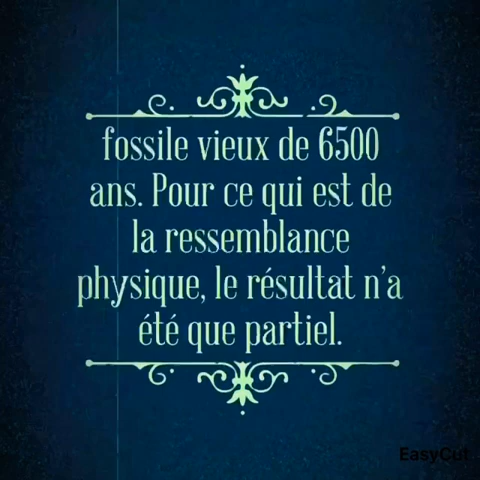 fossile vieux de 6500
ans. Pour ce qui est de
la ressemblance
physique, le résultat n'a
été que partiel.
EasyCut